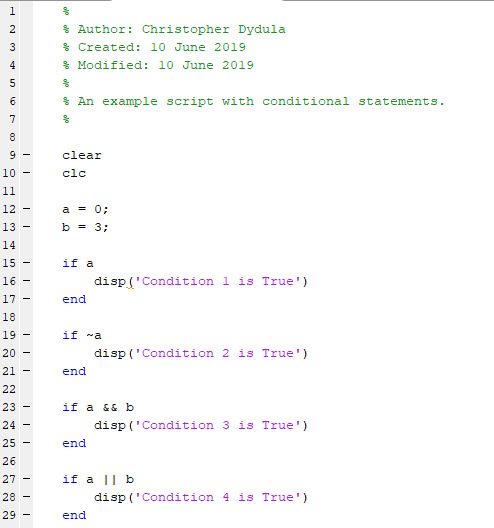 1 %
2 % Author: Christopher Dydula
3 % Created: 10 June 2019
4 % Modified: 10 June 2019
5 %
6 % An example script with conditional statements.
7 %
8
9 – clear
10 – clc
11
12 – a = 0;
13 – b = 3;
14
15 – if a
16 – disp('Condition 1 is True')
17 – end
18
19 – if ~a
20 – disp('Condition 2 is True')
21 – end
22
23 – if a && b
24 – disp('Condition 3 is True')
25 – end
26
27 – if a || b
28 – disp('Condition 4 is True')
29 – end